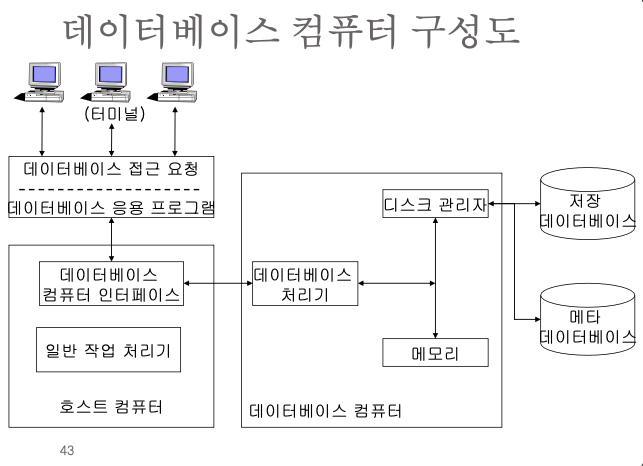 데이터베이스 컴퓨터 구성도
(터미널)
데이터베이스 접근 요청
데이터베이스 응용 프로그램
디스크 관리자
저장
데이터베이스
데이터베이스
컴퓨터 인터페이스
데이터베이스
처리기
메타
데이터베이스
일반 작업 처리기
메모리
호스트 컴퓨터
데이터베이스 컴퓨터
43